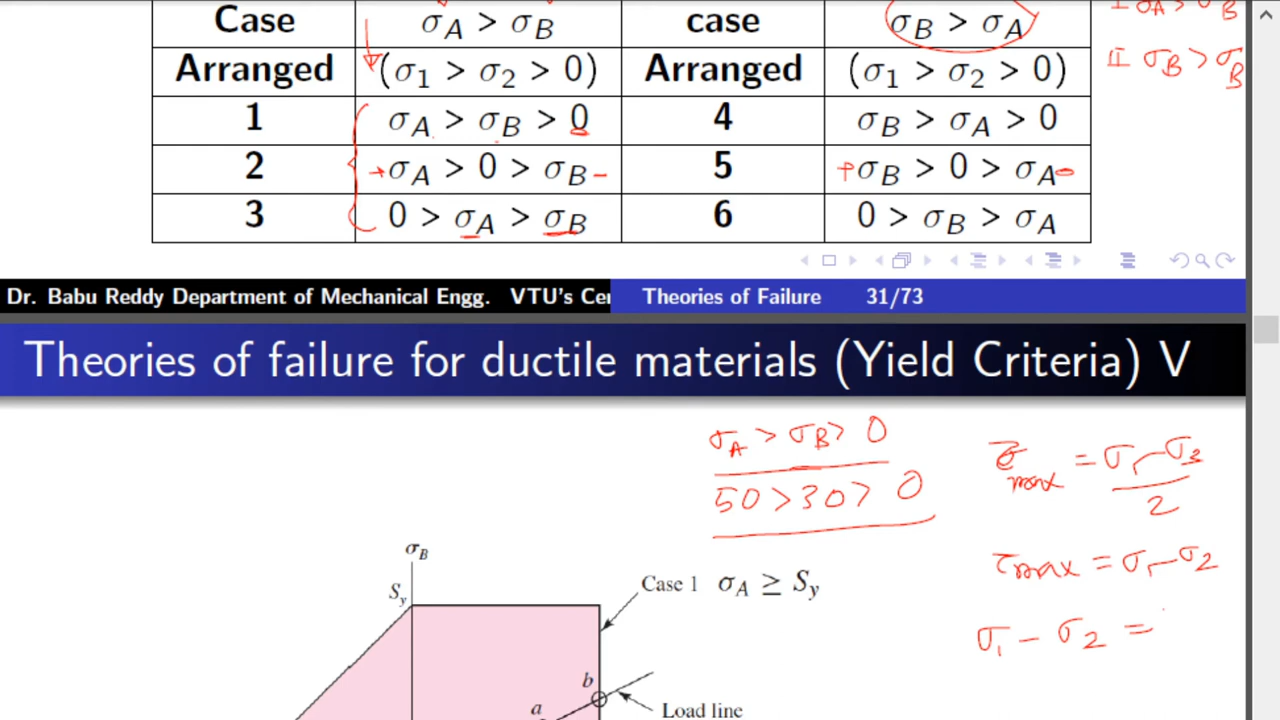 Case σA > σB case σB > σA
Arranged (σ1 > σ2 > 0) Arranged (σ1 > σ2 > 0)
1 σA > σB > 0 4 σB > σA > 0
2 +σA > 0 > σB - 5 +σB > 0 > σA -
3 0 > σA > σB 6 0 > σB > σA
I σA > σB
II σB > σB
Dr. Babu Reddy Department of Mechanical Engg. VTU's Cen Theories of Failure 31/73
Theories of failure for ductile materials (Yield Criteria) V
σA > σB > 0
50 > 30 > 0
max = σ1 - σ3
2
τmax = σ1 - σ2
σ1 - σ2 =
σB
Sy
Case 1 σA ≥ Sy
b
a
Load line